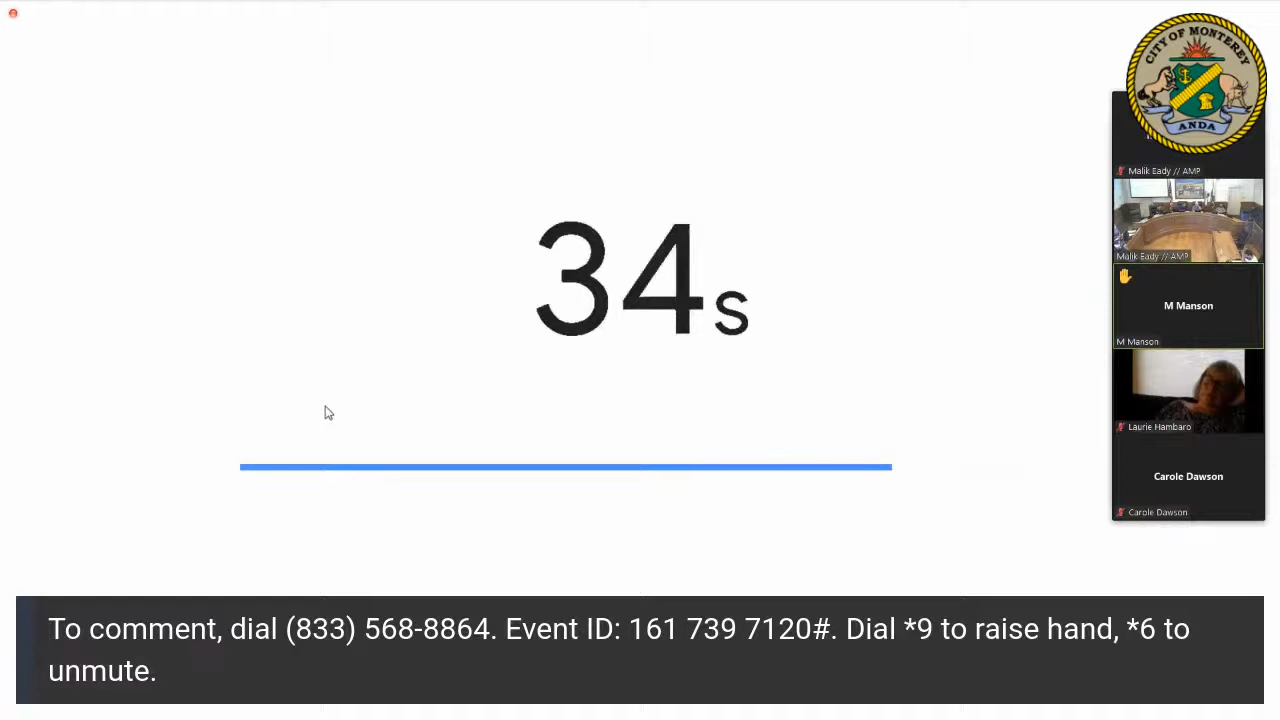 CITY OF MONTEREY
ANDA
Malik Eady // AMP
34s
Malik Eady // AMP
M Manson
M Manson
Laurie Hambaro
Carole Dawson
Carole Dawson
To comment, dial (833) 568-8864. Event ID: 161 739 7120#. Dial *9 to raise hand, *6 to
unmute.